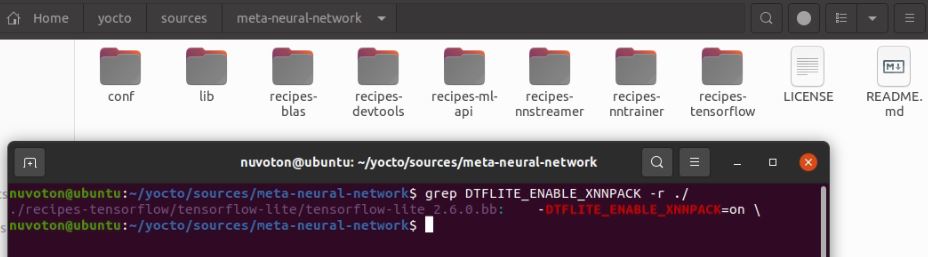 Home yocto sources meta-neural-network
conf lib recipes- recipes- recipes-ml- recipes- recipes- recipes- LICENSE README.
blas devtools api nnstreamer nntrainer tensorflow md
nuvoton@ubuntu: ~/yocto/sources/meta-neural-network
nuvoton@ubuntu:~/yocto/sources/meta-neural-network$ grep DTFLITE_ENABLE_XNNPACK -r ./
./recipes-tensorflow/tensorflow-lite/tensorflow-lite_2.6.0.bb: -DTFLITE_ENABLE_XNNPACK=on \
nuvoton@ubuntu:~/yocto/sources/meta-neural-network$